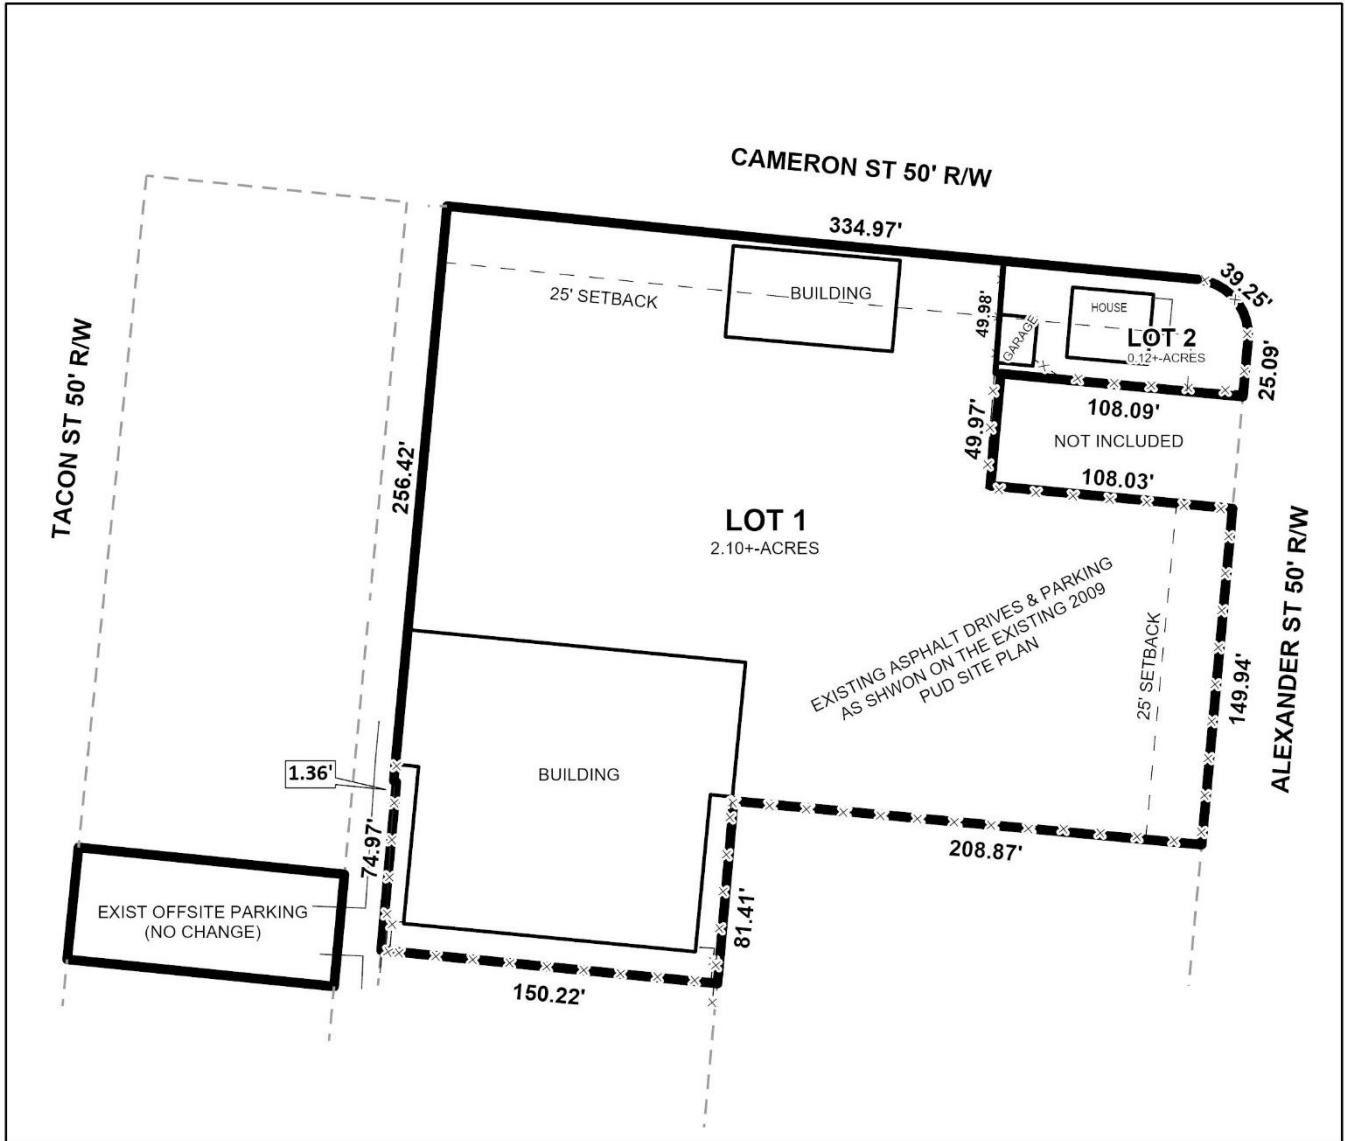 CAMERON ST 50' R/W
334.97'
39.25'
25' SETBACK
BUILDING
49.98'
GARAGE
HOUSE
LOT 2
0.12+-ACRES
25.09'
TACON ST 50' R/W
256.42'
49.97'
108.09'
NOT INCLUDED
108.03'
LOT 1
2.10+-ACRES
EXISTING ASPHALT DRIVES & PARKING
AS SHWON ON THE EXISTING 2009
PUD SITE PLAN
25' SETBACK
149.94'
ALEXANDER ST 50' R/W
1.36'
BUILDING
74.97'
208.87'
EXIST OFFSITE PARKING
(NO CHANGE)
81.41'
150.22'